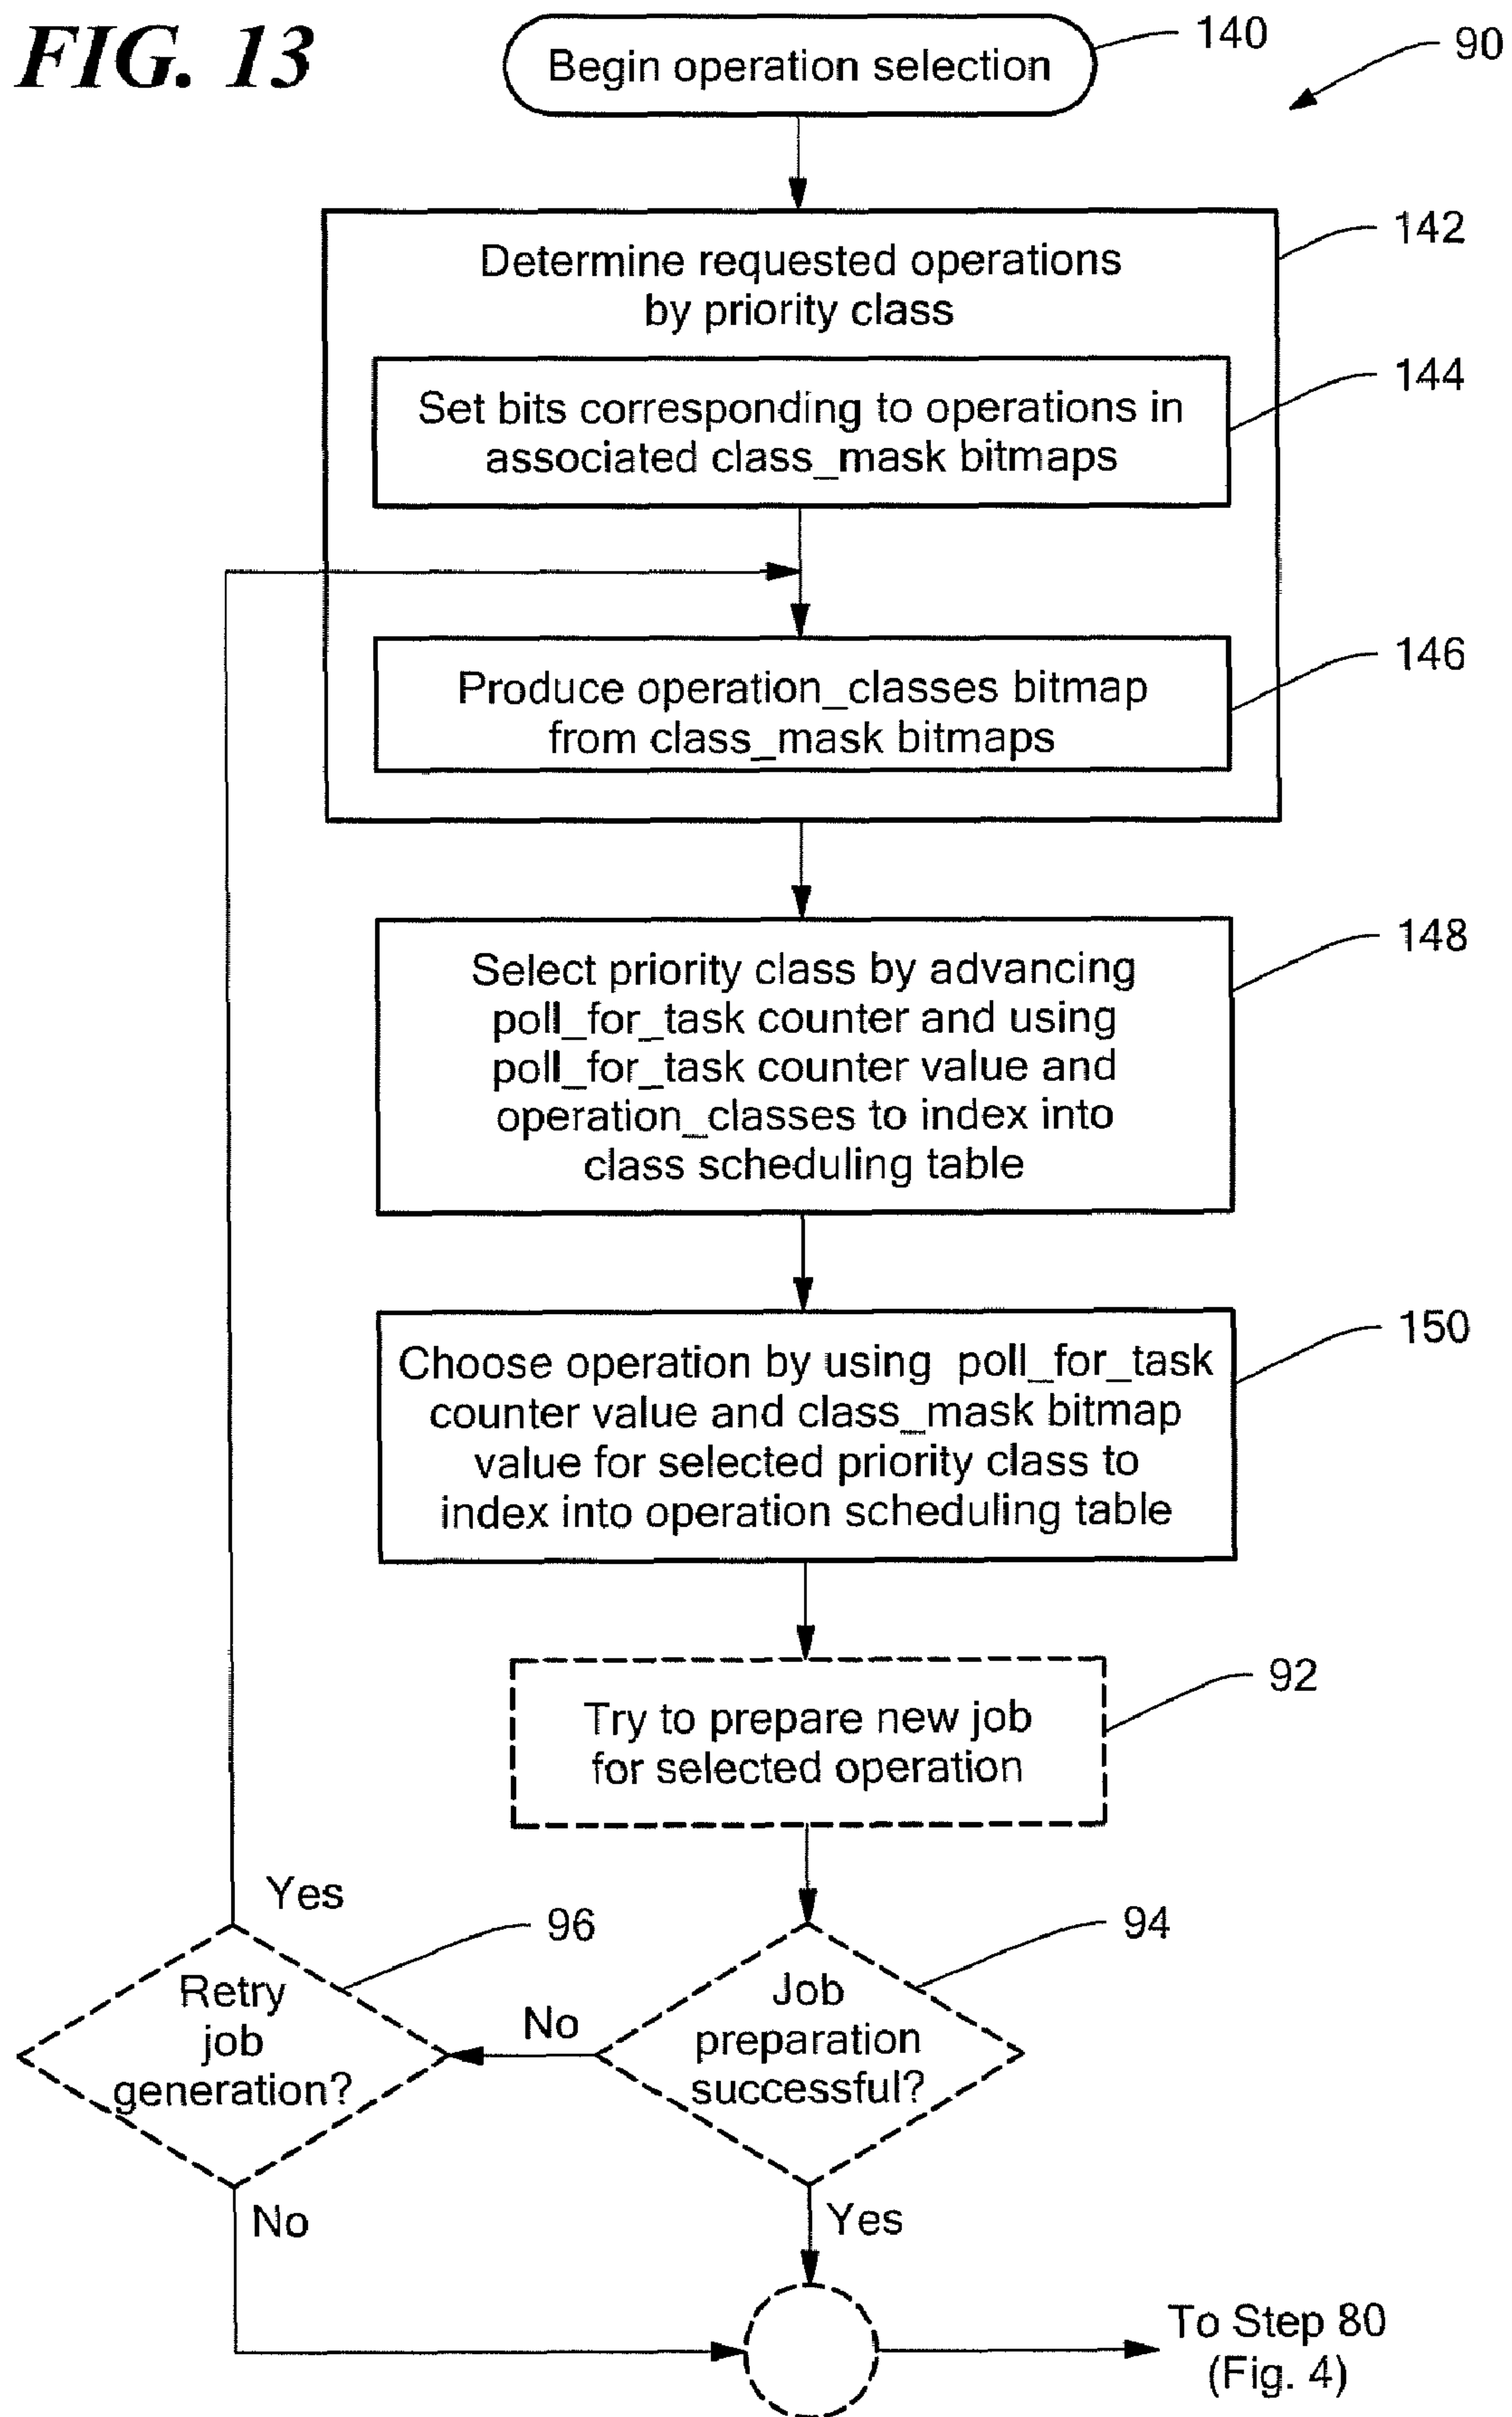 FIG. 13
Begin operation selection
140
90
Determine requested operations
by priority class
142
Set bits corresponding to operations in
associated class_mask bitmaps
144
Produce operation_classes bitmap
from class_mask bitmaps
146
Select priority class by advancing
poll_for_task counter and using
poll_for_task counter value and
operation_classes to index into
class scheduling table
148
Choose operation by using poll_for_task
counter value and class_mask bitmap
value for selected priority class to
index into operation scheduling table
150
Try to prepare new job
for selected operation
92
Yes
96
94
Retry
job
generation?
No
Job
preparation
successful?
No
Yes
To Step 80
(Fig. 4)